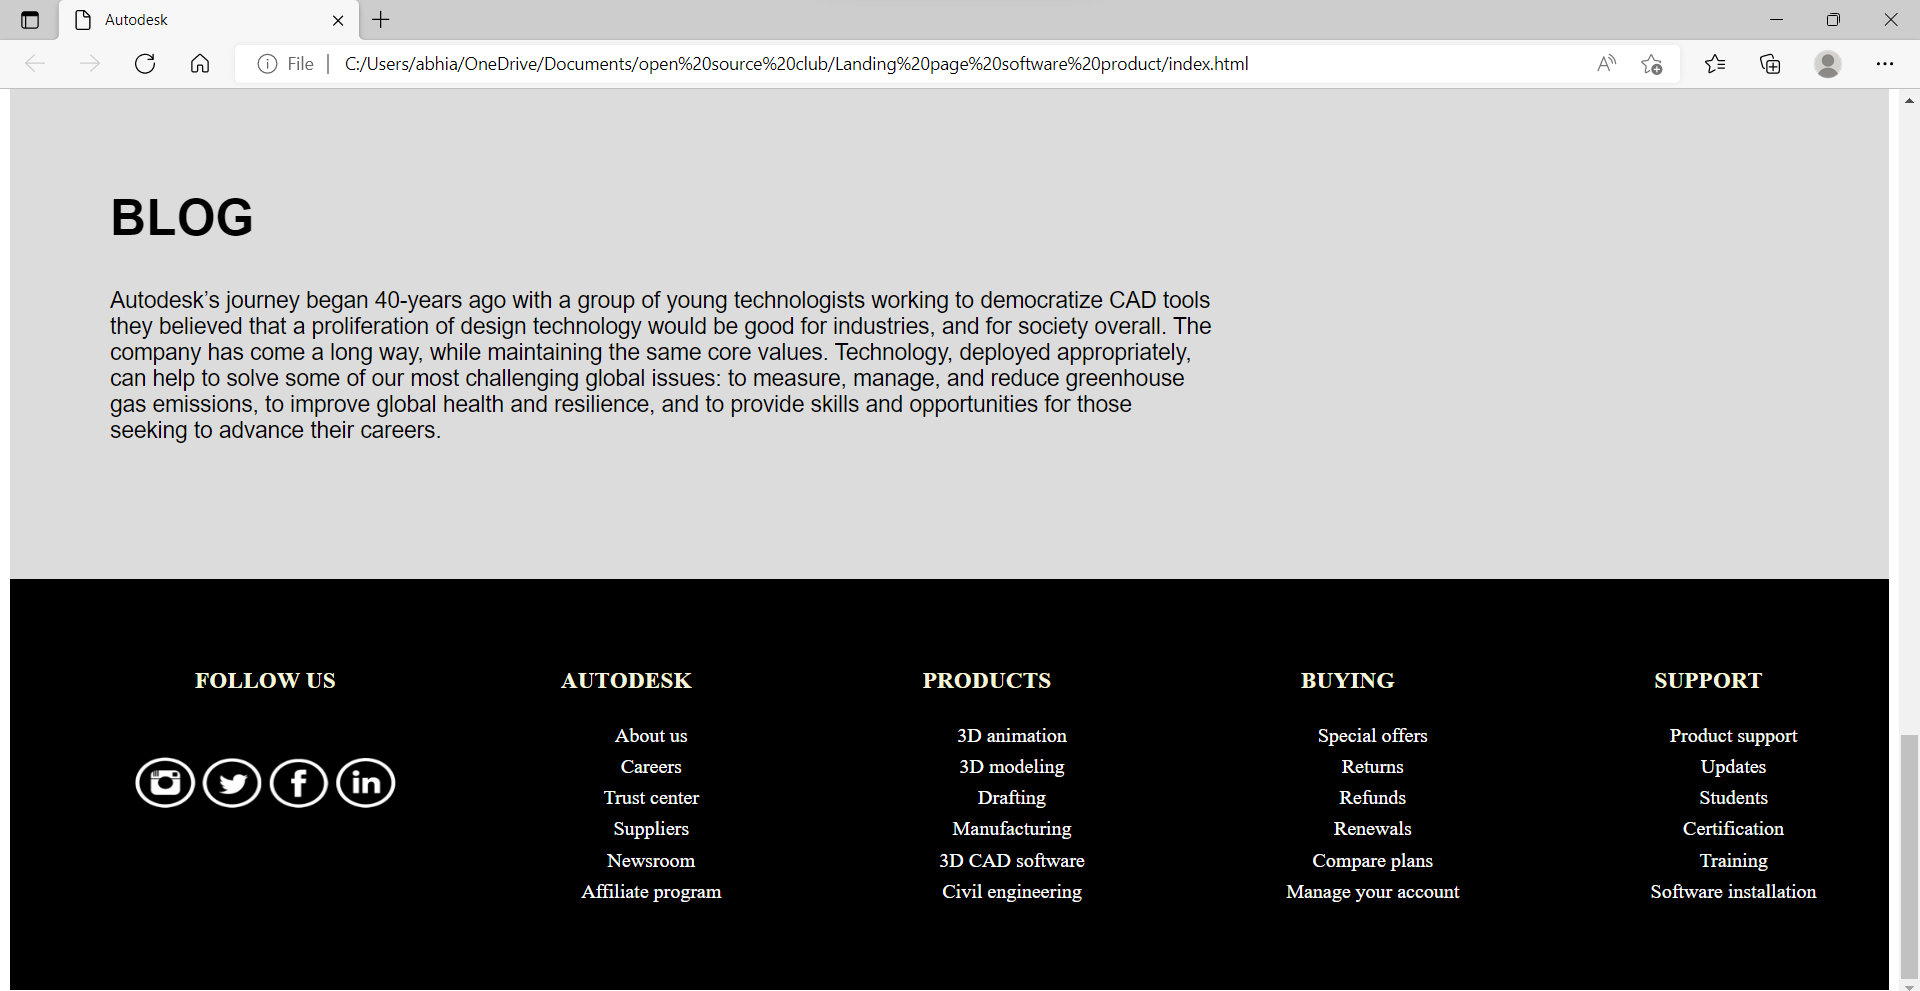 Autodesk
File
C:/Users/abhia/OneDrive/Documents/open%20source%20club/Landing%20page%20software%20product/index.html
BLOG
Autodesk’s journey began 40-years ago with a group of young technologists working to democratize CAD tools
they believed that a proliferation of design technology would be good for industries, and for society overall. The
company has come a long way, while maintaining the same core values. Technology, deployed appropriately,
can help to solve some of our most challenging global issues: to measure, manage, and reduce greenhouse
gas emissions, to improve global health and resilience, and to provide skills and opportunities for those
seeking to advance their careers.
FOLLOW US
AUTODESK
About us
Careers
Trust center
Suppliers
Newsroom
Affiliate program
PRODUCTS
3D animation
3D modeling
Drafting
Manufacturing
3D CAD software
Civil engineering
BUYING
Special offers
Returns
Refunds
Renewals
Compare plans
Manage your account
SUPPORT
Product support
Updates
Students
Certification
Training
Software installation